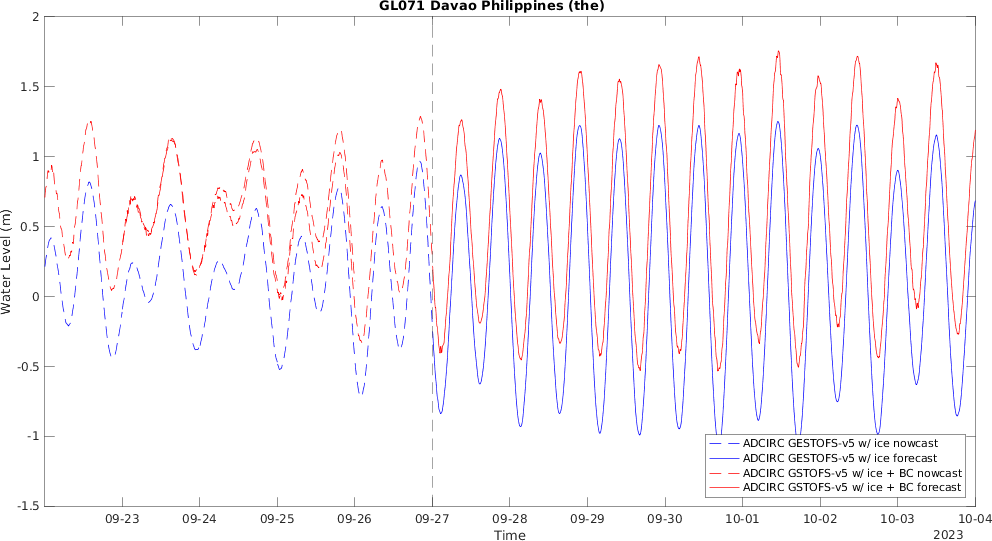 GL071 Davao Philippines (the)
2
1.5
1
0.5
0
-0.5
-1
-1.5
Water Level (m)
ADCIRC GESTOFS-v5 w/ ice nowcast
ADCIRC GESTOFS-v5 w/ ice forecast
ADCIRC GSTOFS-v5 w/ ice + BC nowcast
ADCIRC GSTOFS-v5 w/ ice + BC forecast
09-23 09-24 09-25 09-26 09-27 09-28 09-29 09-30 10-01 10-02 10-03 10-04
Time
2023